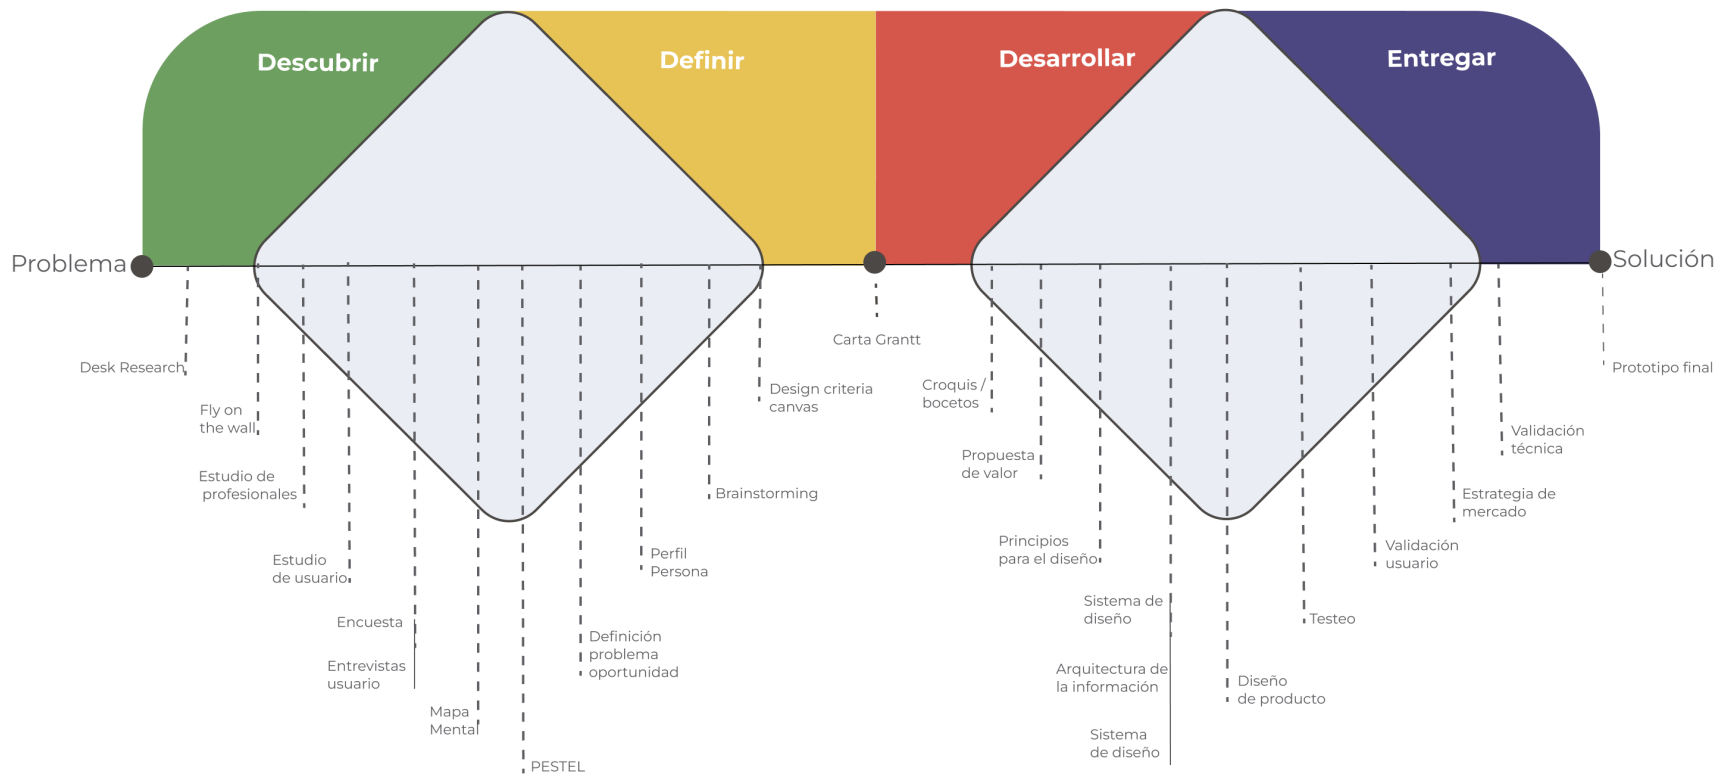 Descubrir
Definir
Desarrollar
Entregar
Problema
Solución
Desk Research
Fly on
the wall
Estudio de
profesionales
Estudio
de usuario
Encuesta
Entrevistas
usuario
Mapa
Mental
PESTEL
Definición
problema
oportunidad
Perfil
Persona
Brainstorming
Design criteria
canvas
Carta Grantt
Croquis /
bocetos
Propuesta
de valor
Principios
para el diseño
Sistema de
diseño
Arquitectura de
la información
Sistema
de diseño
Diseño
de producto
Testeo
Validación
usuario
Estrategia de
mercado
Validación
técnica
Prototipo final